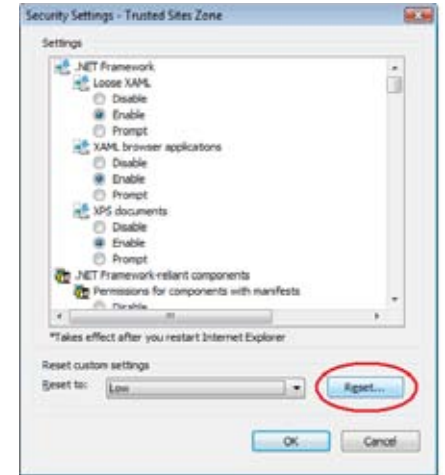 Security Settings - Trusted Sites Zone
Settings
.NET Framework
Loose XAML
Disable
Enable
Prompt
XAML browser applications
Disable
Enable
Prompt
XPS documents
Disable
Enable
Prompt
.NET Framework-reliant components
Permissions for components with manifests
Disable
*Takes effect after you restart Internet Explorer
Reset custom settings
Reset to: Low Reset...
OK Cancel